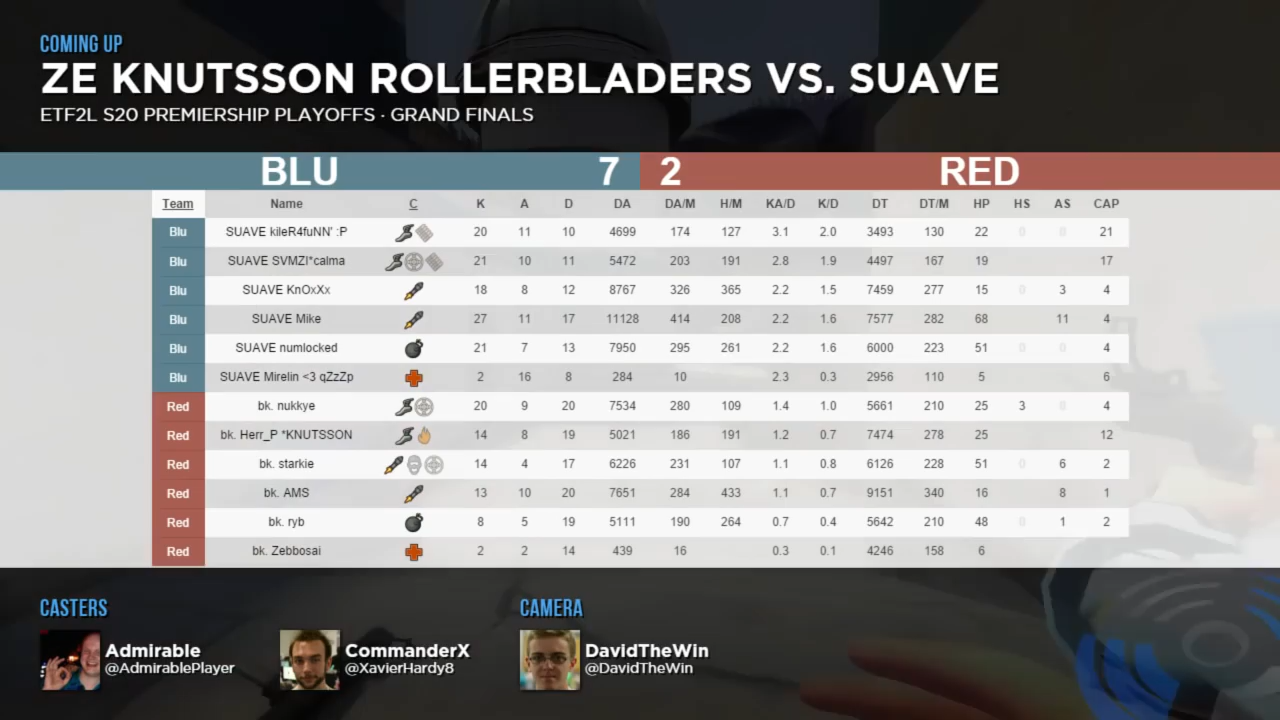 COMING UP
ZE KNUTSSON ROLLERBLADERS VS. SUAVE
ETF2L S20 PREMIERSHIP PLAYOFFS · GRAND FINALS
BLU 7 2 RED
Team Name C K A D DA DA/M H/M KA/D K/D DT DT/M HP HS AS CAP
Blu SUAVE kileR4fuNN' :P 20 11 10 4699 174 127 3.1 2.0 3493 130 22 0 0 21
Blu SUAVE SVMZI*calma 21 10 11 5472 203 191 2.8 1.9 4497 167 19 17
Blu SUAVE KnOxXx 18 8 12 8767 326 365 2.2 1.5 7459 277 15 0 3 4
Blu SUAVE Mike 27 11 17 11128 414 208 2.2 1.6 7577 282 68 11 4
Blu SUAVE numlocked 21 7 13 7950 295 261 2.2 1.6 6000 223 51 0 0 4
Blu SUAVE Mirelin <3 qZzZp 2 16 8 284 10 2.3 0.3 2956 110 5 6
Red bk. nukkye 20 9 20 7534 280 109 1.4 1.0 5661 210 25 3 0 4
Red bk. Herr_P *KNUTSSON 14 8 19 5021 186 191 1.2 0.7 7474 278 25 12
Red bk. starkie 14 4 17 6226 231 107 1.1 0.8 6126 228 51 0 6 2
Red bk. AMS 13 10 20 7651 284 433 1.1 0.7 9151 340 16 8 1
Red bk. ryb 8 5 19 5111 190 264 0.7 0.4 5642 210 48 0 1 2
Red bk. Zebbosai 2 2 14 439 16 0.3 0.1 4246 158 6
CASTERS
Admirable
@AdmirablePlayer
CommanderX
@XavierHardy8
CAMERA
DavidTheWin
@DavidTheWin